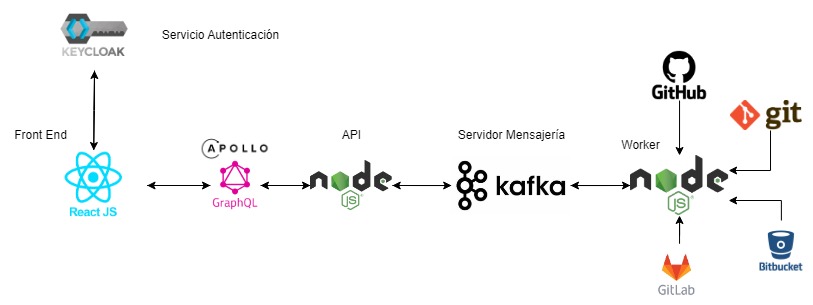 KEYCLOAK
Servicio Autenticación
GitHub
git
Front End
APOLLO
API
Servidor Mensajería
Worker
React JS
GraphQL
node
JS
kafka
node
JS
Bitbucket
GitLab